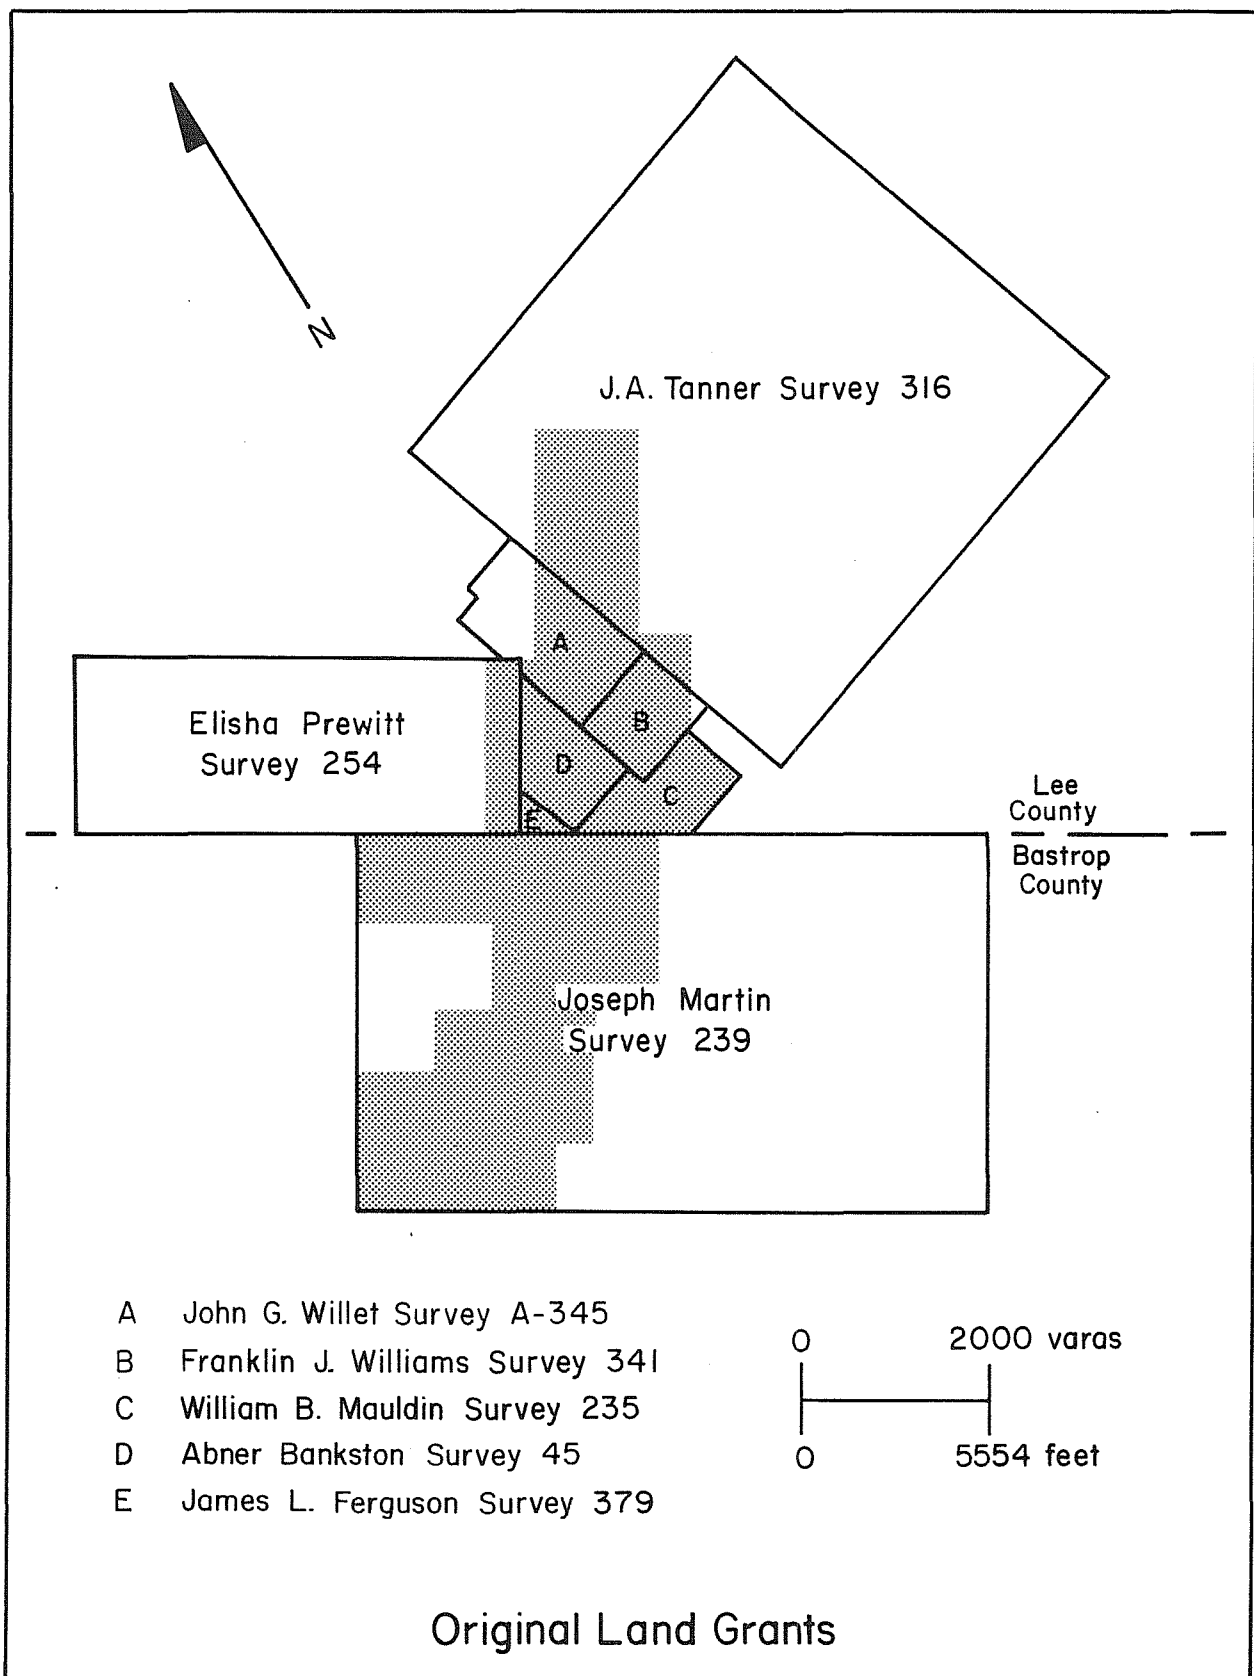 N
J.A. Tanner Survey 316
A
Elisha Prewitt
Survey 254
B
D
C
E
Lee
County
Bastrop
County
Joseph Martin
Survey 239
A John G. Willet Survey A-345
B Franklin J. Williams Survey 341
C William B. Mauldin Survey 235
D Abner Bankston Survey 45
E James L. Ferguson Survey 379
0 2000 varas
0 5554 feet
Original Land Grants